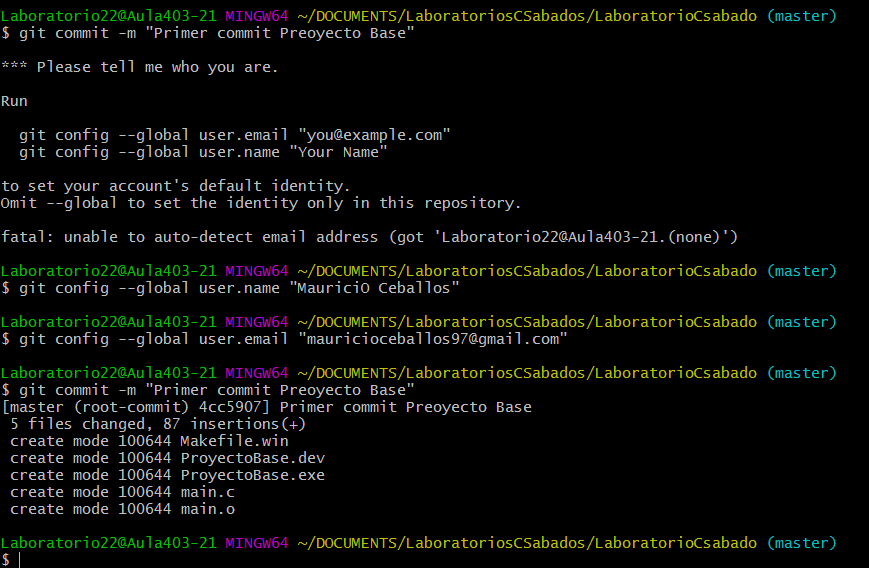 Laboratorio22@Aula403-21 MINGW64 ~/DOCUMENTS/LaboratoriosCSabados/LaboratorioCsabado (master)
$ git commit -m "Primer commit Preoyecto Base"
*** Please tell me who you are.
Run
git config --global user.email "you@example.com"
git config --global user.name "Your Name"
to set your account's default identity.
Omit --global to set the identity only in this repository.
fatal: unable to auto-detect email address (got 'Laboratorio22@Aula403-21.(none)')
Laboratorio22@Aula403-21 MINGW64 ~/DOCUMENTS/LaboratoriosCSabados/LaboratorioCsabado (master)
$ git config --global user.name "MauriciO Ceballos"
Laboratorio22@Aula403-21 MINGW64 ~/DOCUMENTS/LaboratoriosCSabados/LaboratorioCsabado (master)
$ git config --global user.email "mauricioceballos97@gmail.com"
Laboratorio22@Aula403-21 MINGW64 ~/DOCUMENTS/LaboratoriosCSabados/LaboratorioCsabado (master)
$ git commit -m "Primer commit Preoyecto Base"
[master (root-commit) 4cc5907] Primer commit Preoyecto Base
5 files changed, 87 insertions(+)
create mode 100644 Makefile.win
create mode 100644 ProyectoBase.dev
create mode 100644 ProyectoBase.exe
create mode 100644 main.c
create mode 100644 main.o
Laboratorio22@Aula403-21 MINGW64 ~/DOCUMENTS/LaboratoriosCSabados/LaboratorioCsabado (master)
$